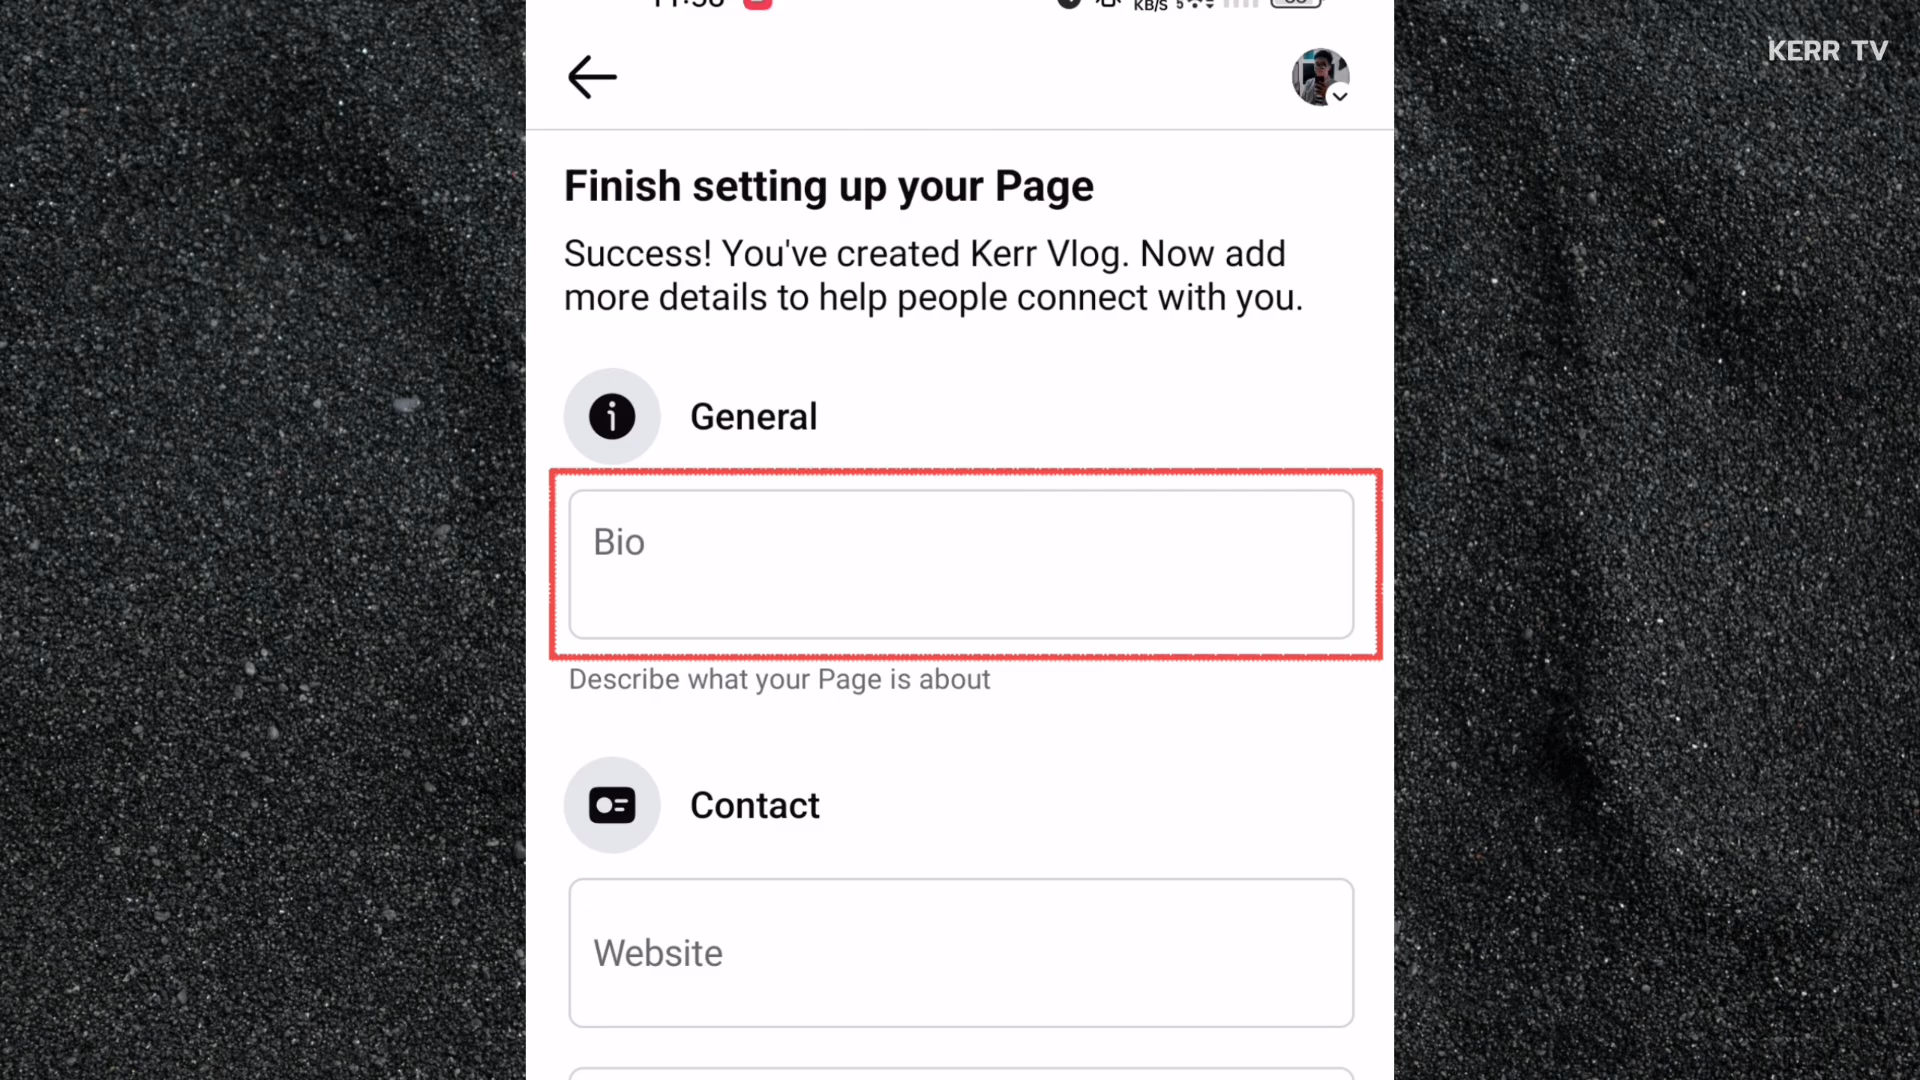 KERR TV
KB/S
Finish setting up your Page
Success! You've created Kerr Vlog. Now add
more details to help people connect with you.
General
Bio
Describe what your Page is about
Contact
Website